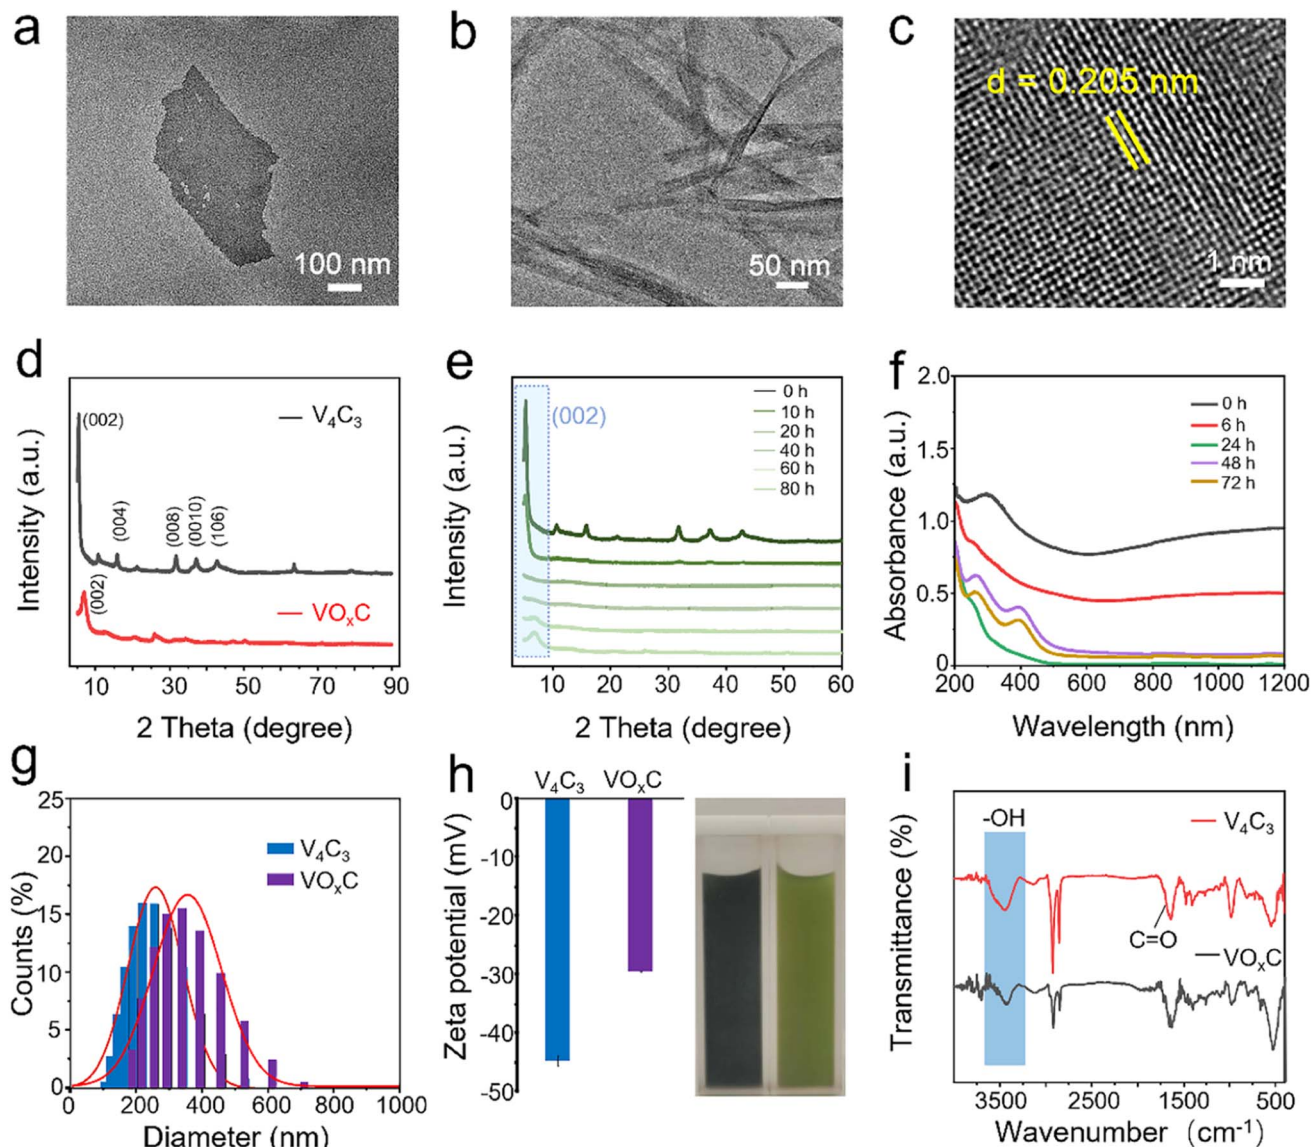 a
100 nm
b
50 nm
c
d = 0.205 nm
1 nm
d
Intensity (a.u.)
(002)
V₄C₃
(004)
(008)
(0010)
(106)
(002)
VOₓC
10 30 50 70 90
2 Theta (degree)
e
Intensity (a.u.)
(002)
0 h
10 h
20 h
40 h
60 h
80 h
10 20 30 40 50 60
2 Theta (degree)
f
Absorbance (a.u.)
2.0
1.5
1.0
0.5
0
0 h
6 h
24 h
48 h
72 h
200 400 600 800 1000 1200
Wavelength (nm)
g
Counts (%)
25
20
15
10
5
0
V₄C₃
VOₓC
0 200 400 600 800 1000
Diameter (nm)
h
V₄C₃ VOₓC
Zeta potential (mV)
0
-10
-20
-30
-40
-50
i
Transmittance (%)
-OH
V₄C₃
C=O
VOₓC
3500 2500 1500 500
Wavenumber (cm⁻¹)